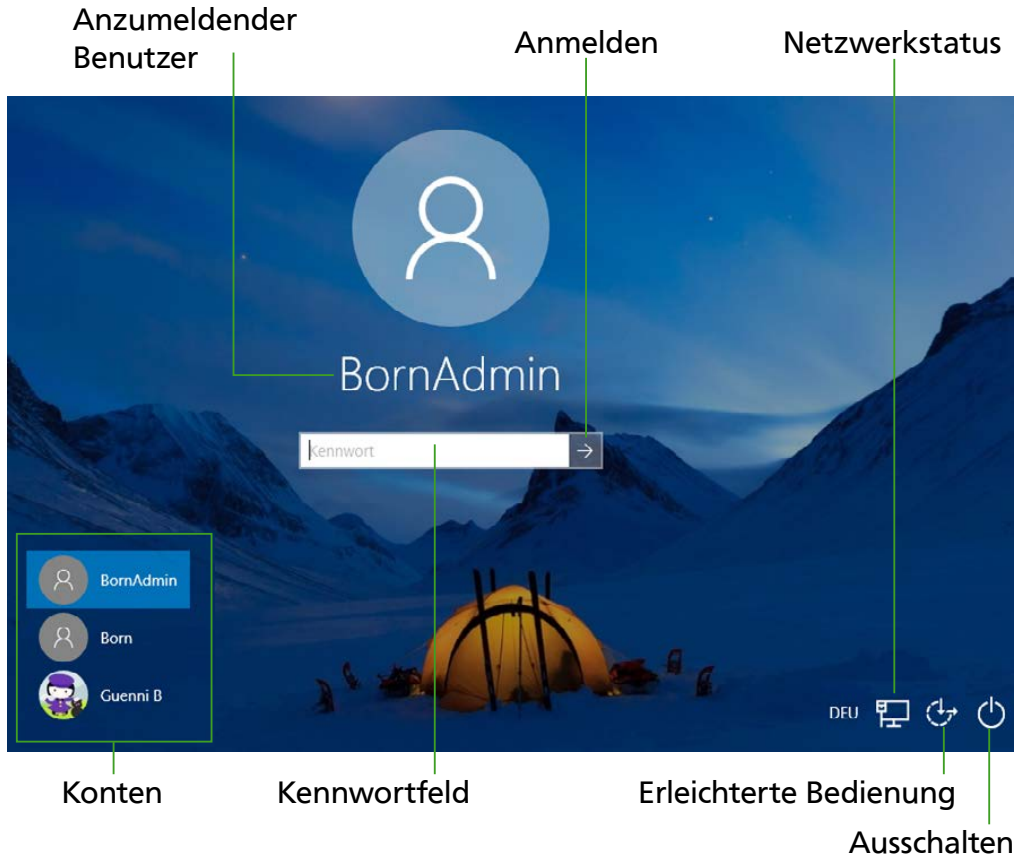 Anzumeldender
Benutzer
Anmelden
Netzwerkstatus
BornAdmin
Kennwort
BornAdmin
Born
Guenni B
DEU
Konten
Kennwortfeld
Erleichterte Bedienung
Ausschalten